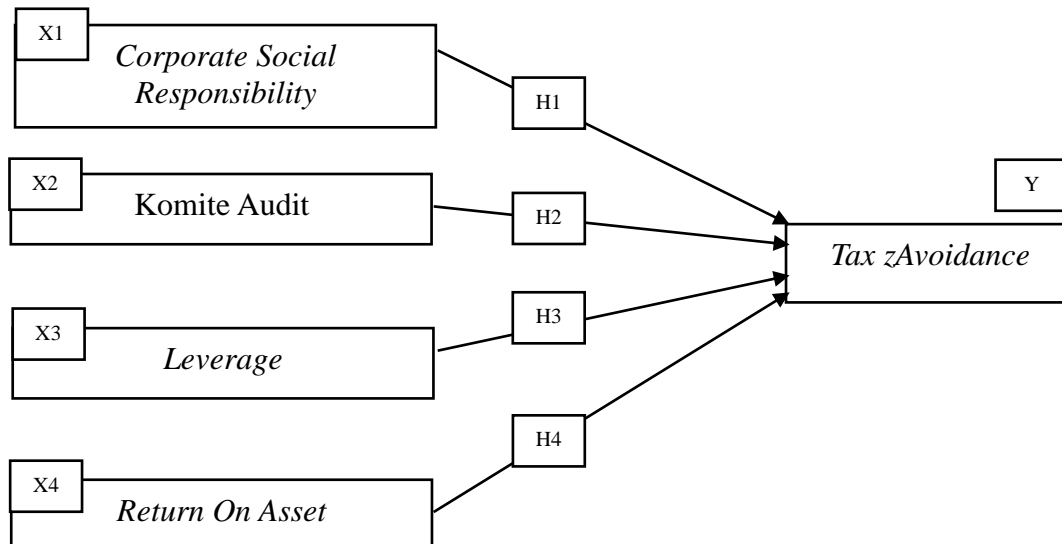 X1
Corporate Social
Responsibility
H1
X2
Komite Audit
H2
Y
Tax zAvoidance
X3
Leverage
H3
X4
Return On Asset
H4